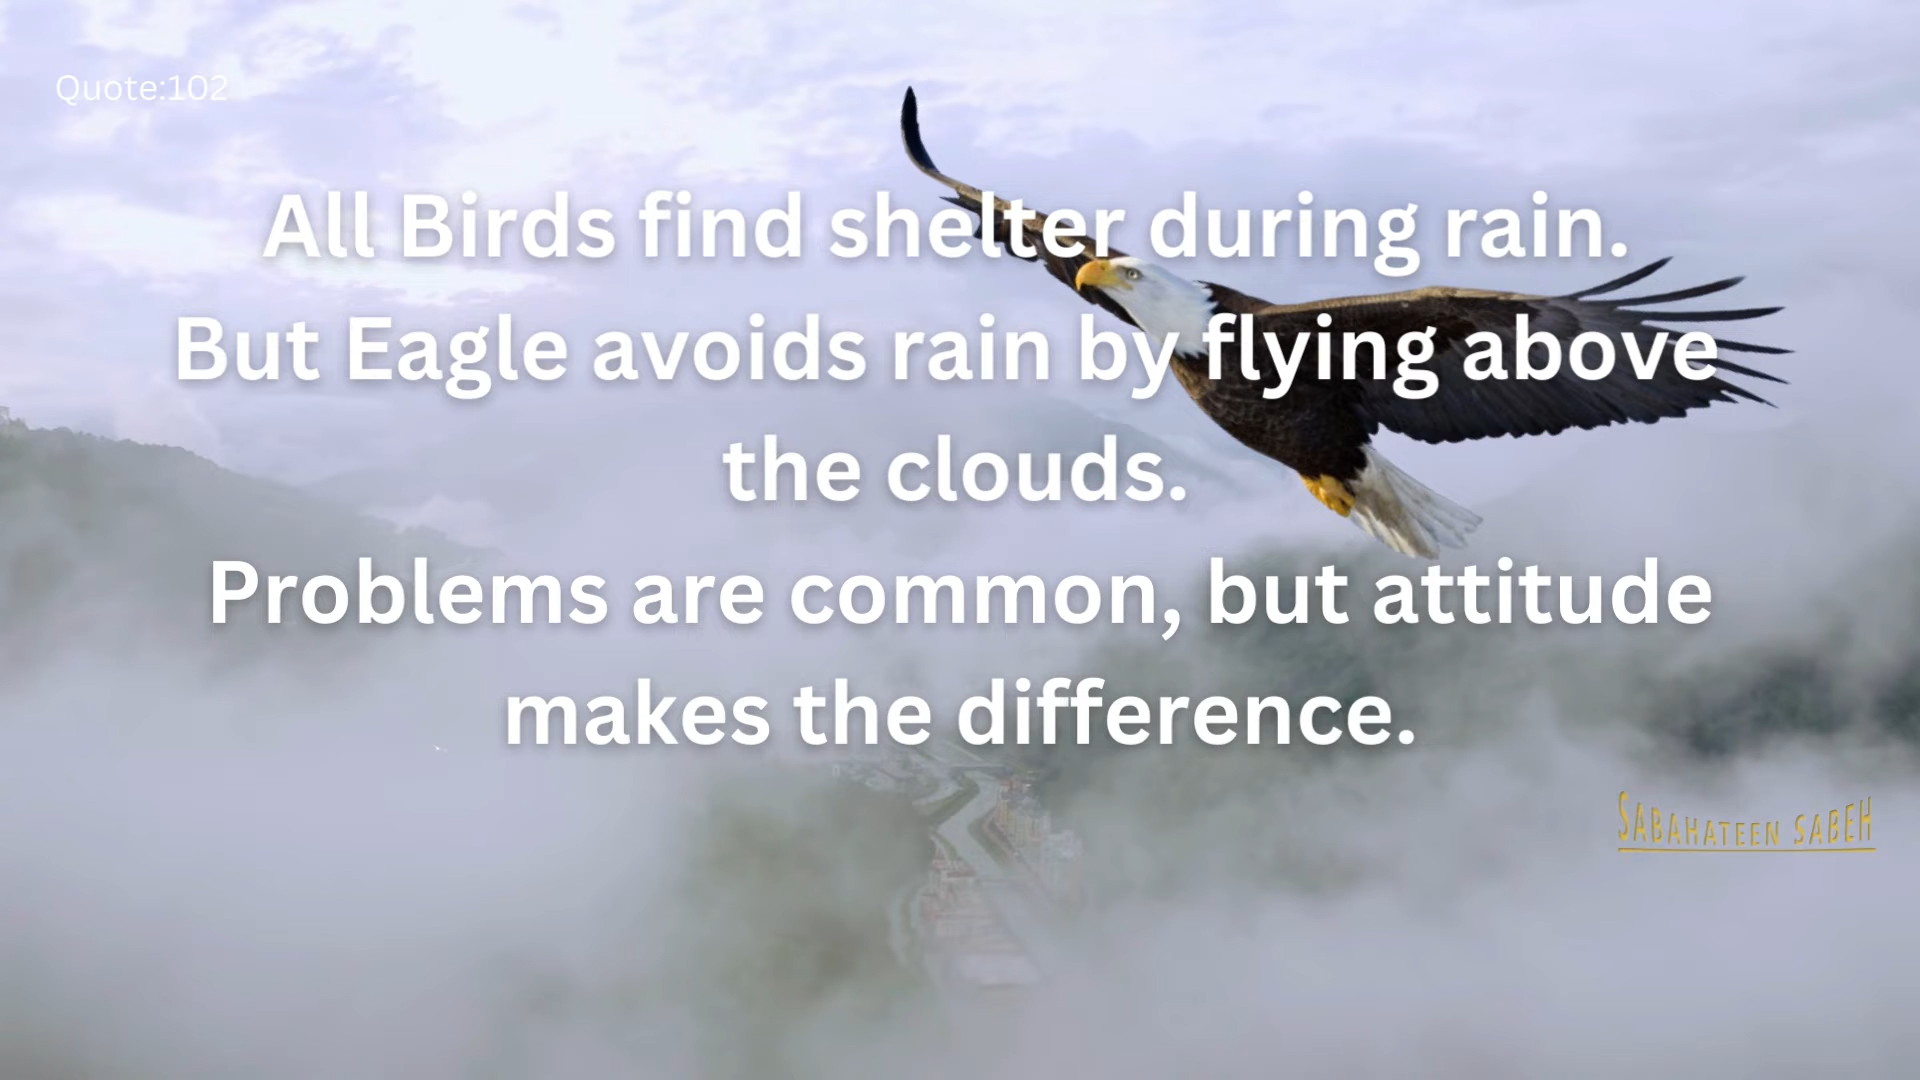 Quote:102
All Birds find shelter during rain.
But Eagle avoids rain by flying above
the clouds.
Problems are common, but attitude
makes the difference.
SABAHATEEN SABEH